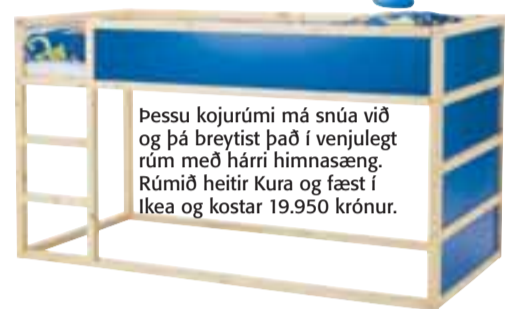 Þessu kojurúmi má snúa við
og þá breytist það í venjulegt
rúm með hárri himnasæng.
Rúmið heitir Kura og fæst í
Ikea og kostar 19.950 krónur.